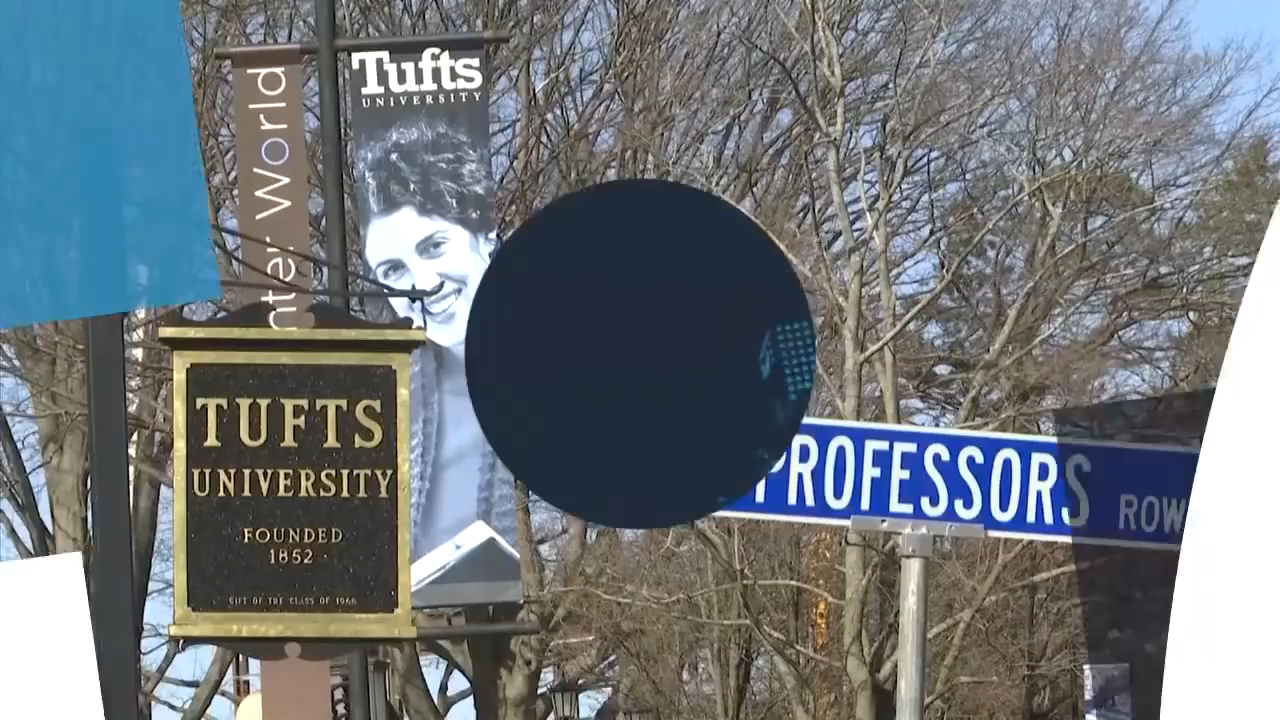 Tufts
UNIVERSITY
nter World
TUFTS
UNIVERSITY
FOUNDED
1852
GIFT OF THE CLASS OF 1966
PROFESSORS ROW